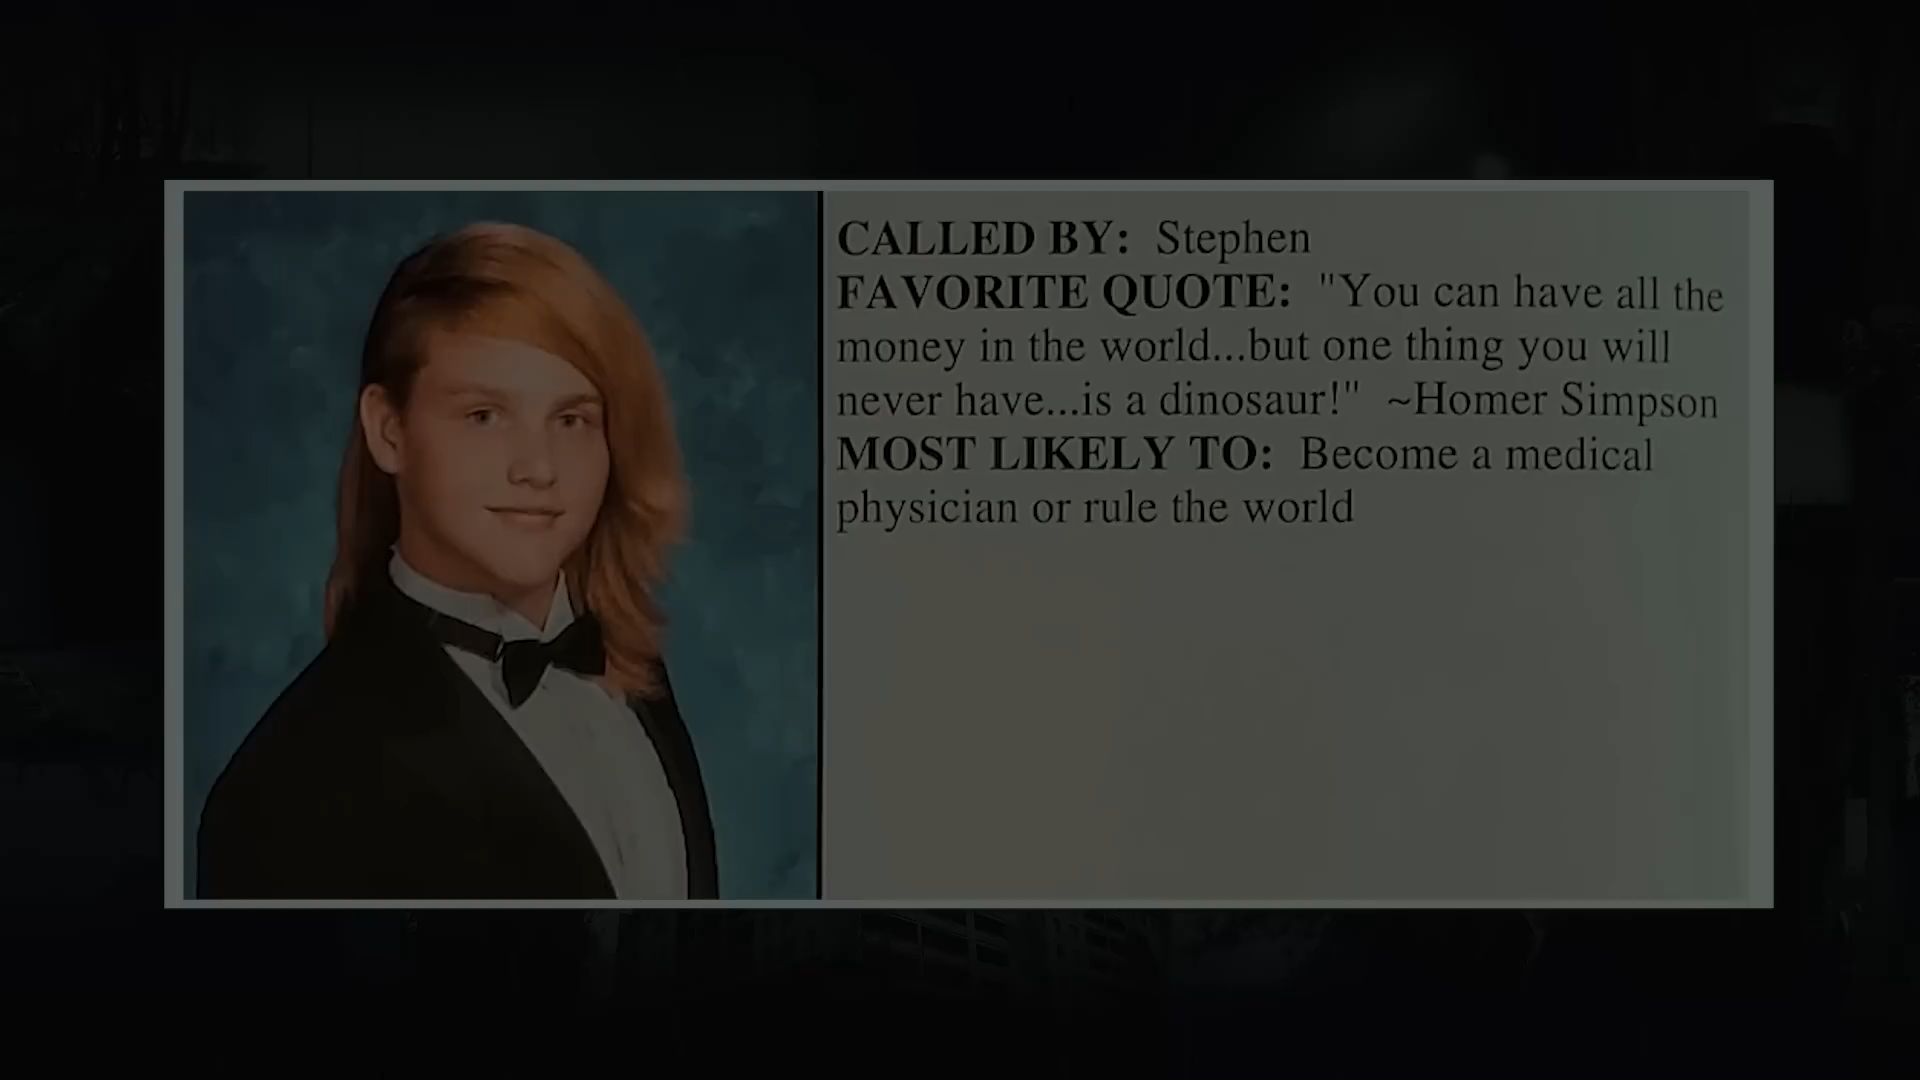 CALLED BY: Stephen
FAVORITE QUOTE: "You can have all the
money in the world...but one thing you will
never have...is a dinosaur!" ~Homer Simpson
MOST LIKELY TO: Become a medical
physician or rule the world